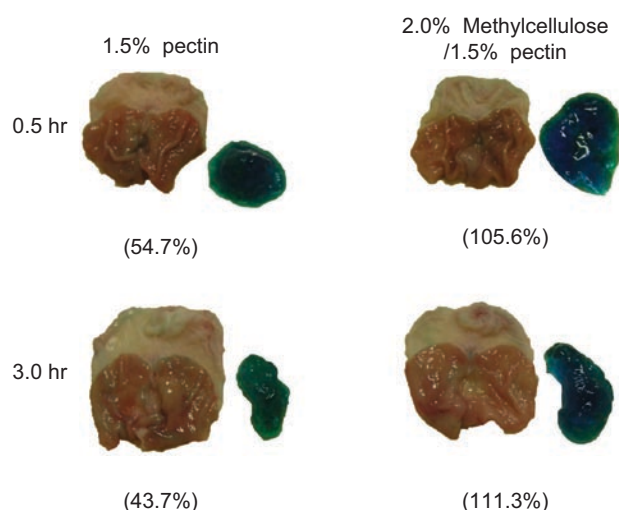 1.5% pectin
2.0% Methylcellulose
/1.5% pectin
0.5 hr
(54.7%)
(105.6%)
3.0 hr
(43.7%)
(111.3%)